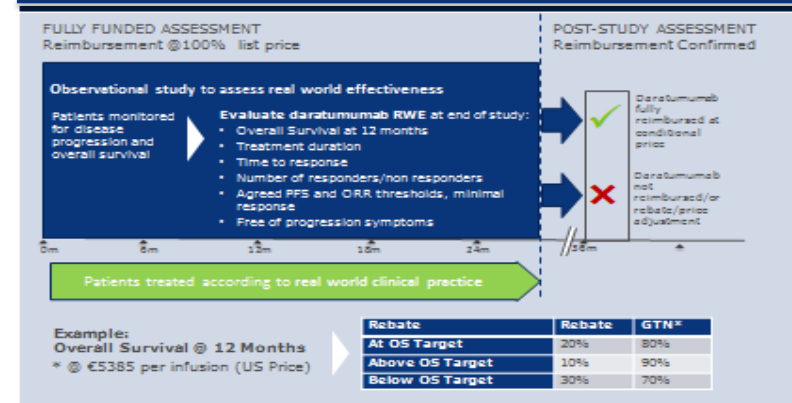 FULLY FUNDED ASSESSMENT
Reimbursement @100% list price
POST-STUDY ASSESSMENT
Reimbursement Confirmed
Observational study to assess real world effectiveness
Patients monitored
for disease
progression and
overall survival
Evaluate daratumumab RWE at end of study:
• Overall Survival at 12 months
• Treatment duration
• Time to response
• Number of responders/non responders
• Agreed PFS and ORR thresholds, minimal
response
• Free of progression symptoms
Daratumumab
fully
reimbursed at
conditional
price
Daratumumab
not
reimbursed/or
rebate/price
adjustment
0m 6m 12m 18m 24m 36m
Patients treated according to real world clinical practice
Example:
Overall Survival @ 12 Months
* @ €5385 per infusion (US Price)
Rebate Rebate GTN*
At OS Target 20% 80%
Above OS Target 10% 90%
Below OS Target 30% 70%